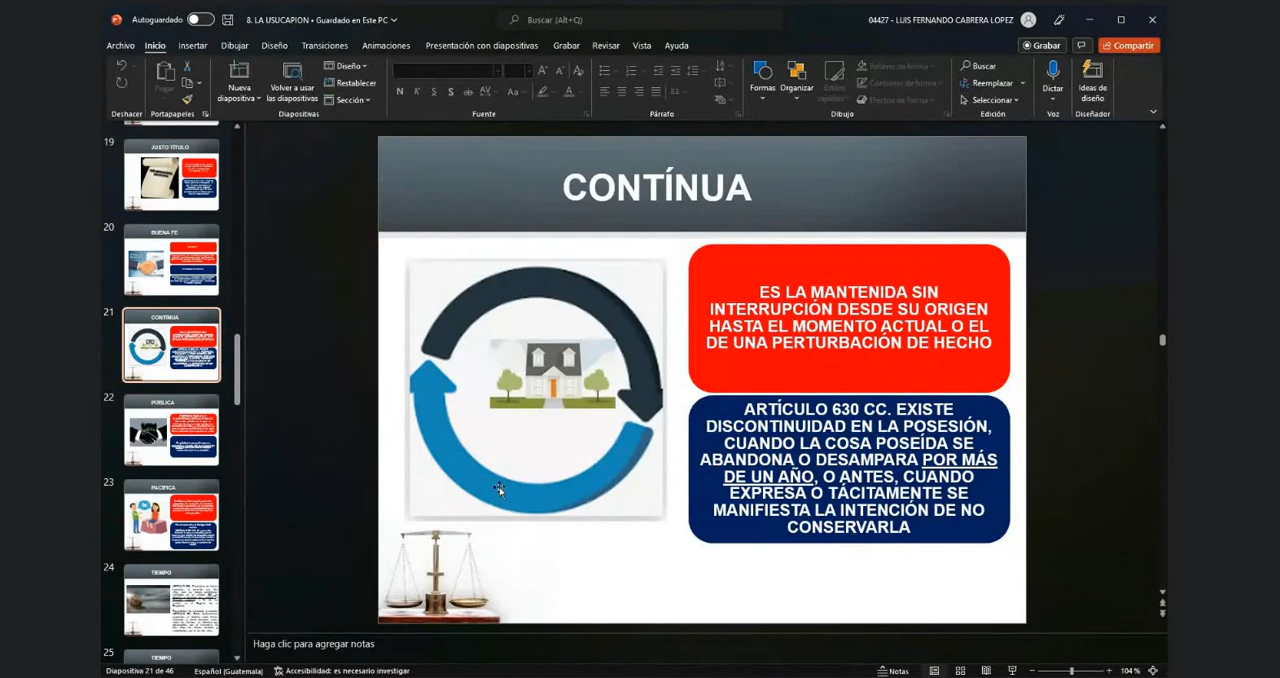 Autoguardado
8. LA USUCAPION • Guardado en Este PC
Buscar (Alt+Q)
04427 - LUIS FERNANDO CABRERA LOPEZ
Archivo Inicio Insertar Dibujar Diseño Transiciones Animaciones Presentación con diapositivas Grabar Revisar Vista Ayuda
Grabar
Compartir
Pegar
Nueva diapositiva
Volver a usar las diapositivas
Diseño
Restablecer
Sección
Formas
Organizar
Estilos rápidos
Relleno de forma
Contorno de forma
Efectos de forma
Buscar
Reemplazar
Seleccionar
Dictar
Ideas de diseño
Deshacer Portapapeles Diapositivas Fuente Párrafo Dibujo Edición Voz Diseñador
19
JUSTO TÍTULO
20
BUENA FE
21
CONTÍNUA
22
PÚBLICA
23
PACÍFICA
24
TIEMPO
25
TIEMPO
CONTÍNUA
ES LA MANTENIDA SIN
INTERRUPCIÓN DESDE SU ORIGEN
HASTA EL MOMENTO ACTUAL O EL
DE UNA PERTURBACIÓN DE HECHO
ARTÍCULO 630 CC. EXISTE
DISCONTINUIDAD EN LA POSESIÓN,
CUANDO LA COSA POSEÍDA SE
ABANDONA O DESAMPARA POR MÁS
DE UN AÑO, O ANTES, CUANDO
EXPRESA O TÁCITAMENTE SE
MANIFIESTA LA INTENCIÓN DE NO
CONSERVARLA
Haga clic para agregar notas
Diapositiva 21 de 46
Español (Guatemala)
Accesibilidad: es necesario investigar
Notas
104 %